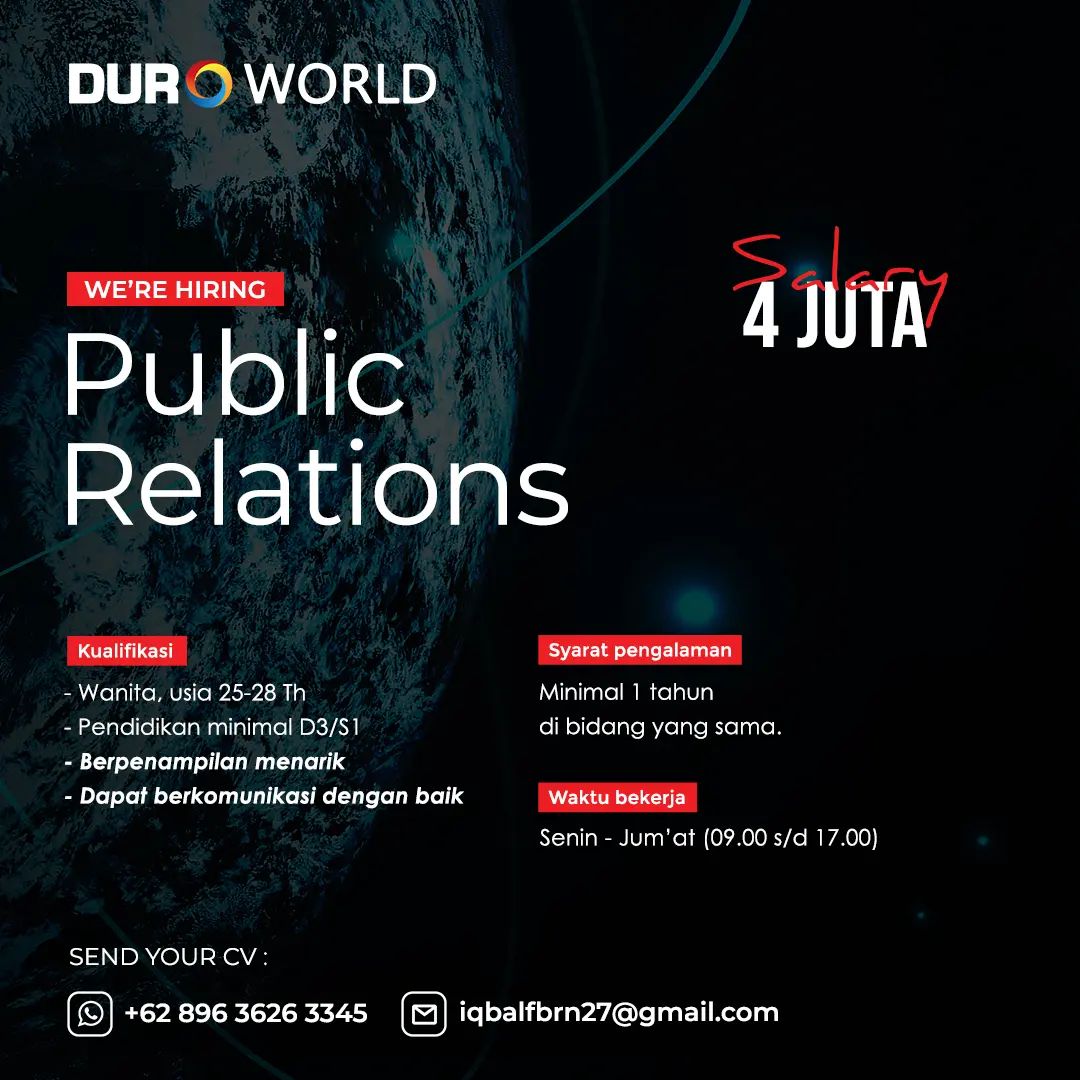 DURO WORLD
WE'RE HIRING
Public
Relations
Salary
4 JUTA
Kualifikasi
- Wanita, usia 25-28 Th
- Pendidikan minimal D3/S1
- Berpenampilan menarik
- Dapat berkomunikasi dengan baik
Syarat pengalaman
Minimal 1 tahun
di bidang yang sama.
Waktu bekerja
Senin - Jum'at (09.00 s/d 17.00)
SEND YOUR CV :
+62 896 3626 3345
iqbalfbrn27@gmail.com